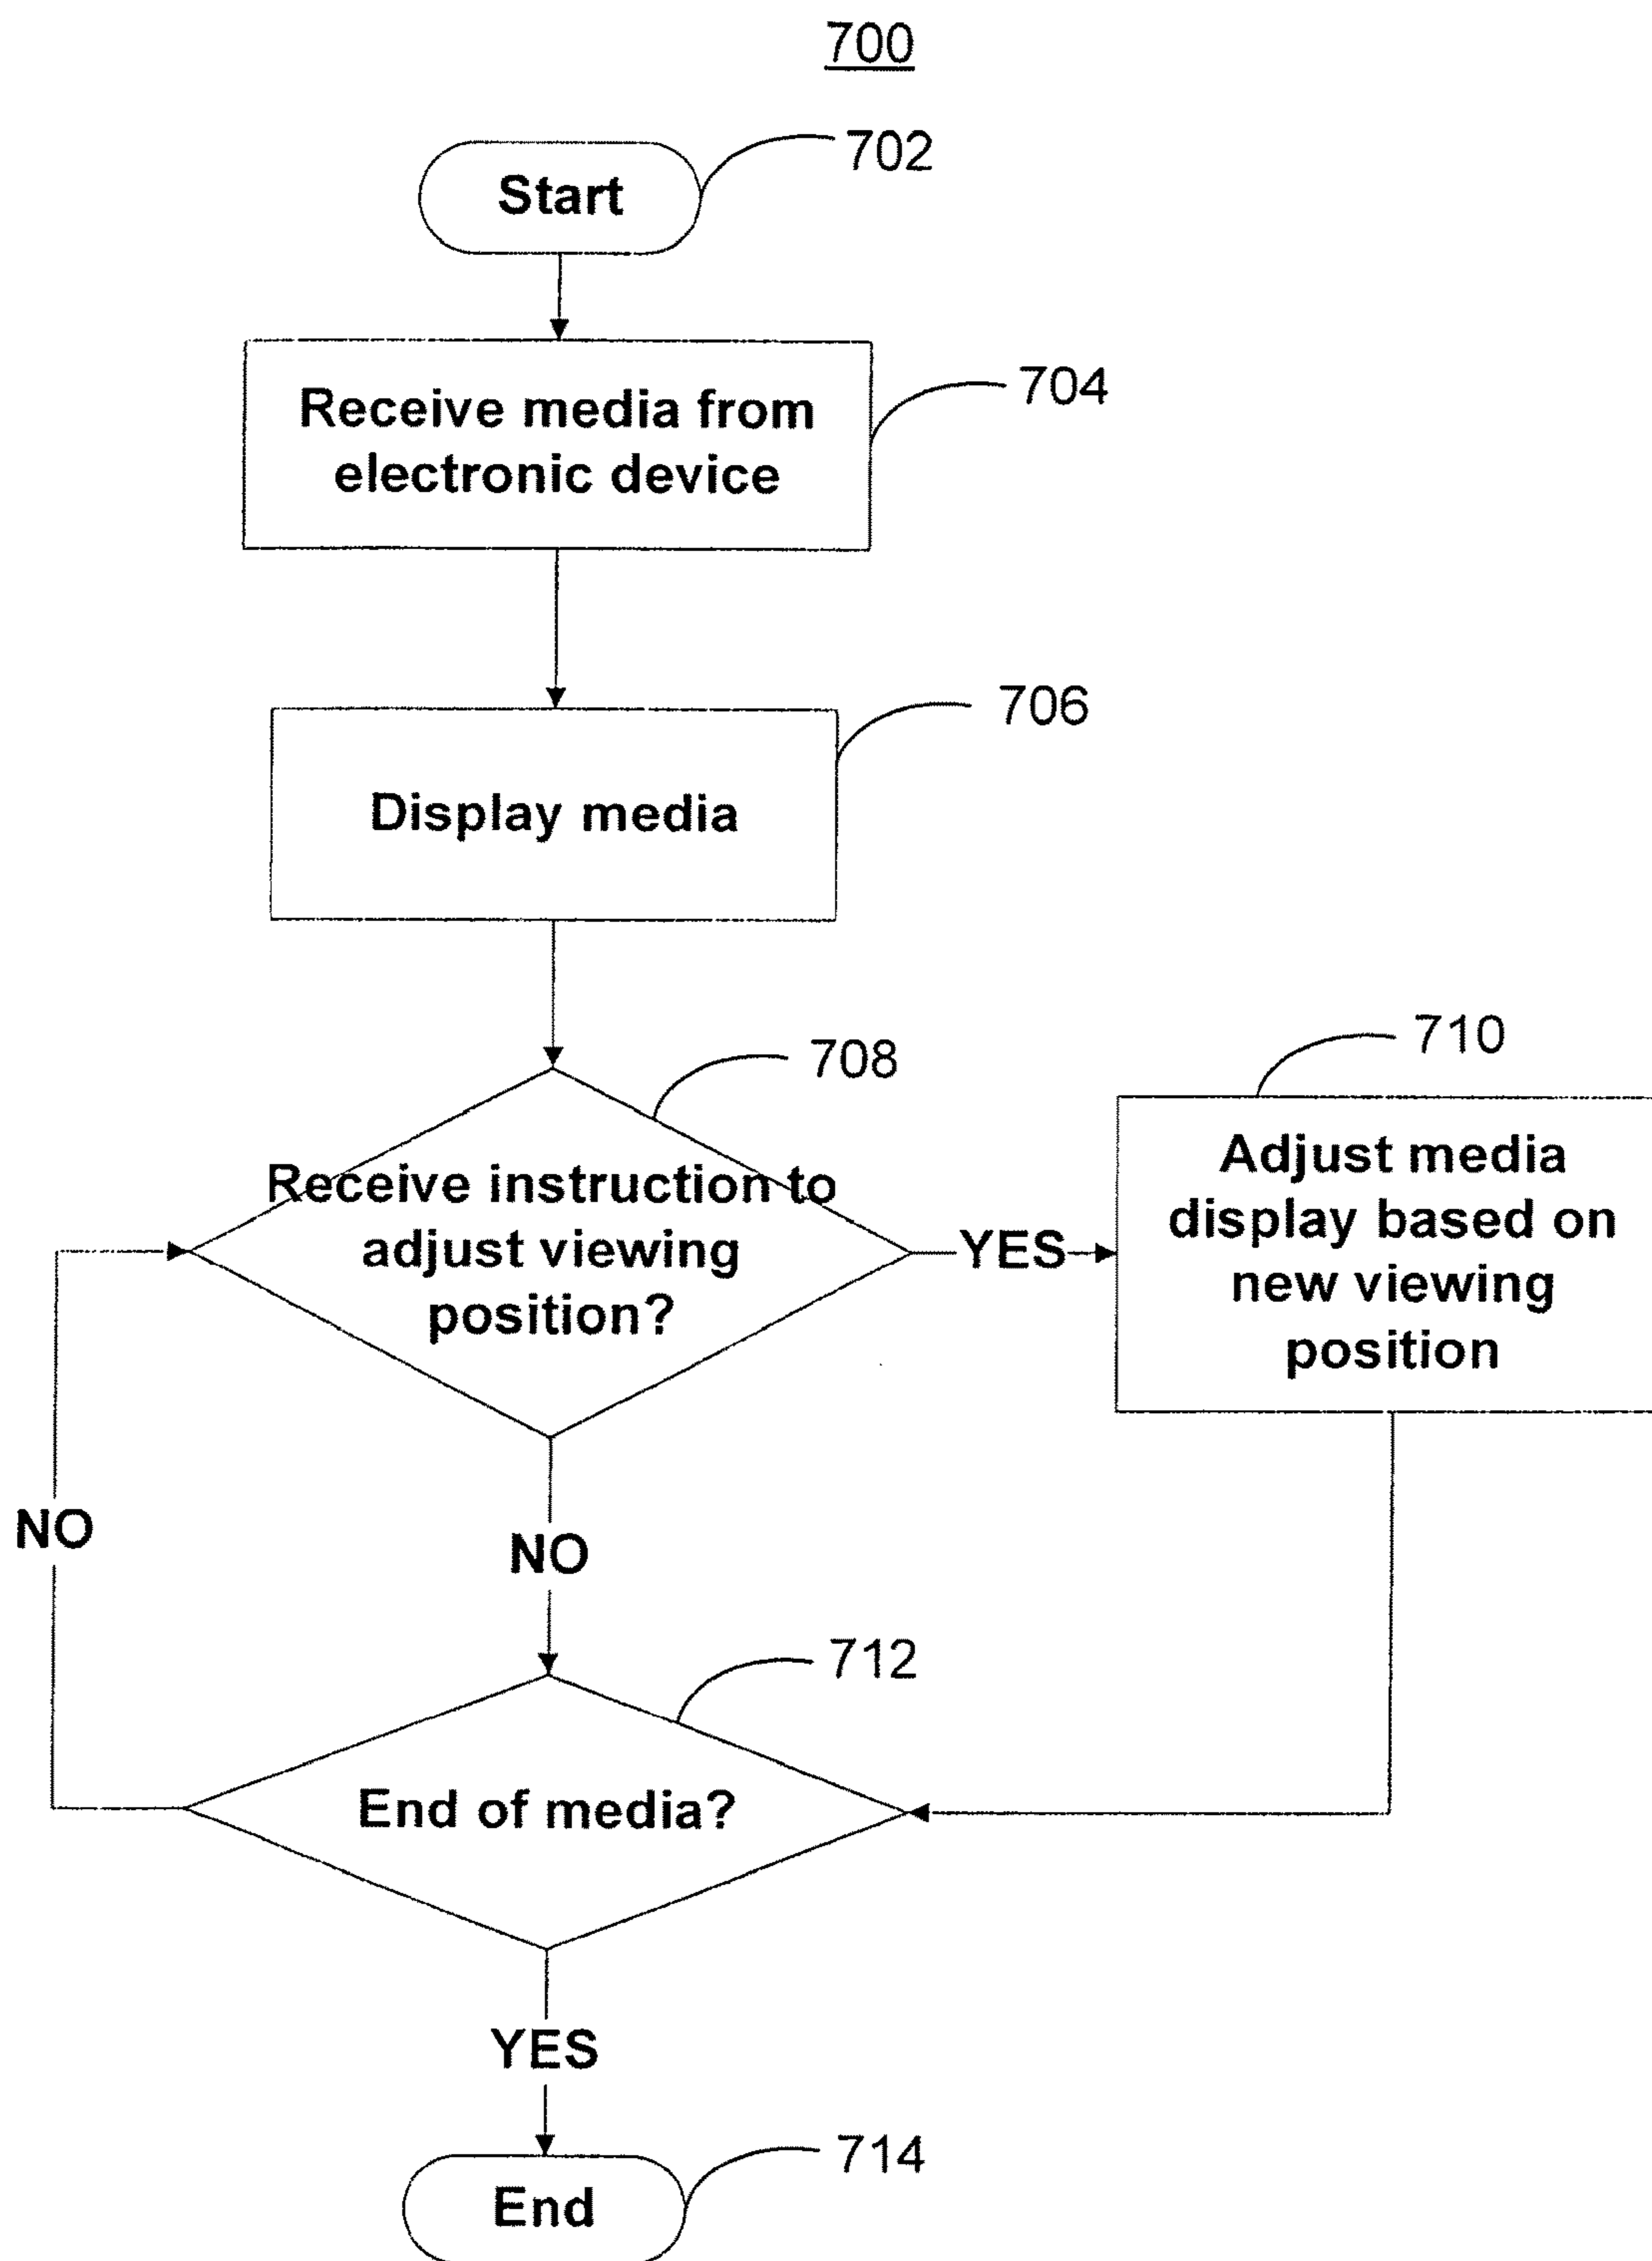 700
702
Start
704
Receive media from
electronic device
706
Display media
708
Receive instruction to
adjust viewing
position?
YES
710
Adjust media
display based on
new viewing
position
NO
NO
712
End of media?
YES
714
End